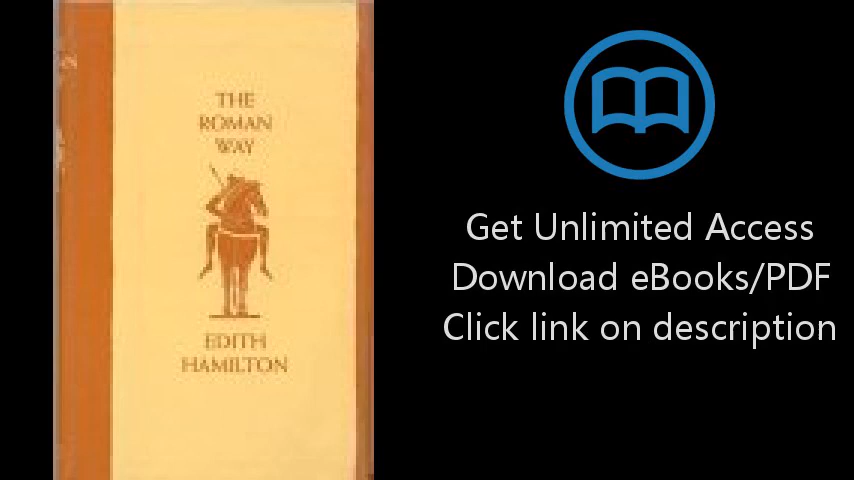 THE
ROMAN
WAY
EDITH
HAMILTON
Get Unlimited Access
Download eBooks/PDF
Click link on description